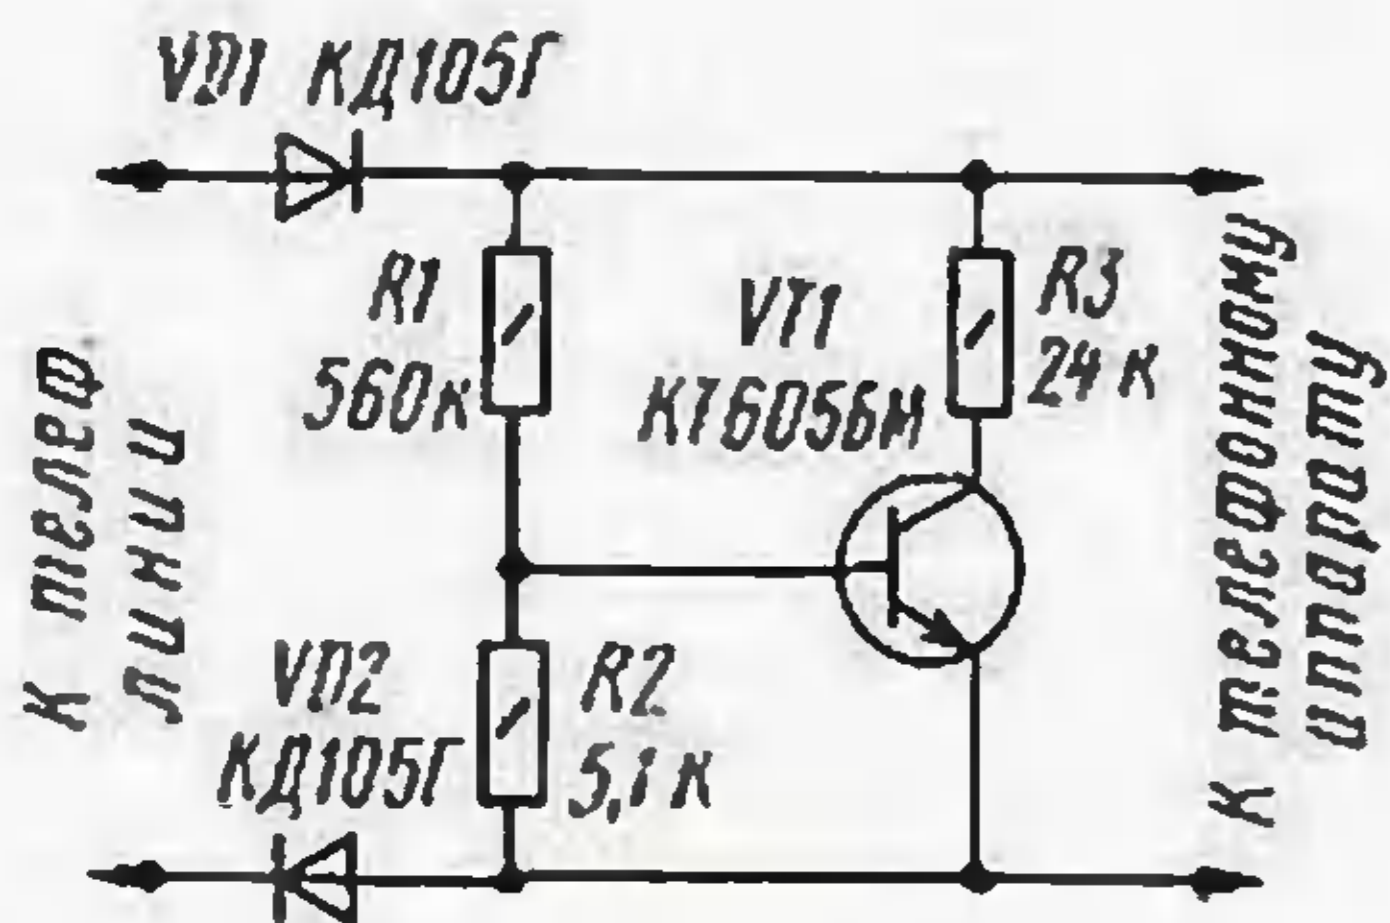 VD1 КД105Г
R1
560к
VT1
КТ605БМ
R3
24 к
VD2
КД105Г
R2
5,1 к
К телеф.
линии
К телефонному
аппарату